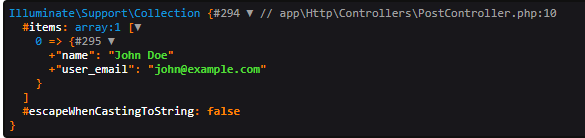 Illuminate\Support\Collection {#294 ▼ // app\Http\Controllers\PostController.php:10
  #items: array:1 [▼
    0 => {#295 ▼
      +"name": "John Doe"
      +"user_email": "john@example.com"
    }
  ]
  #escapeWhenCastingToString: false
}